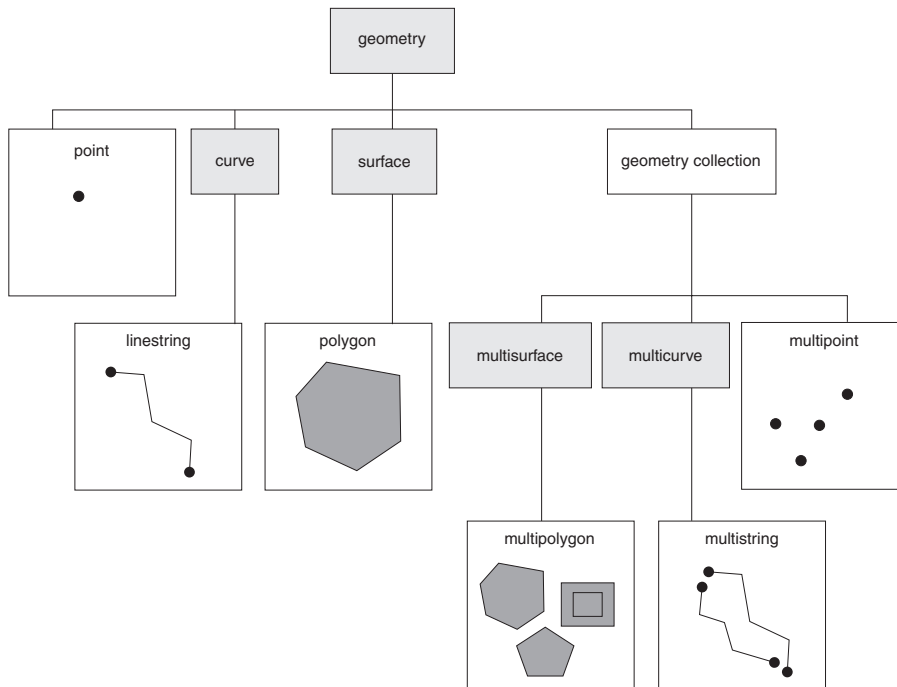 geometry
point
curve
surface
geometry collection
linestring
polygon
multisurface
multicurve
multipoint
multipolygon
multistring